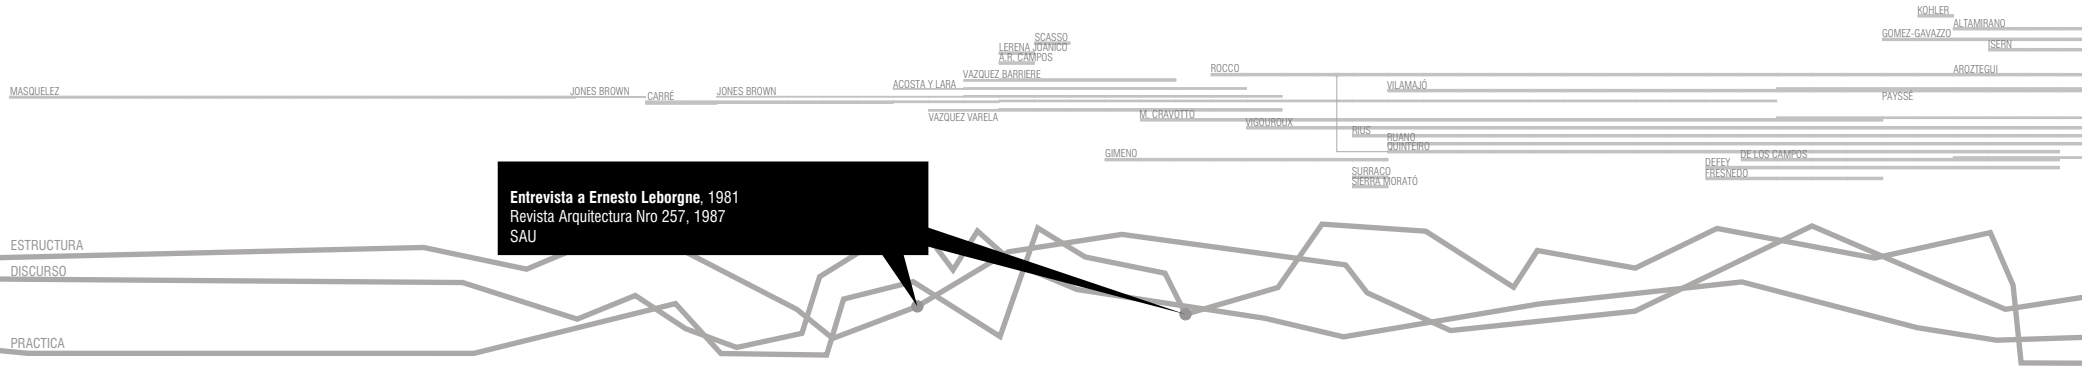 KOHLER
ALTAMIRANO
GOMEZ-GAVAZZO
SCASSO
ISERN
LERENA JOANICO
A.R. CAMPOS
ROCCO
AROZTEGUI
VAZQUEZ BARRIERE
ACOSTA Y LARA
VILAMAJÓ
MASQUELEZ
JONES BROWN
CARRÉ
JONES BROWN
PAYSSÉ
VAZQUEZ VARELA
M. CRAVOTTO
VIGOUROUX
RIUS
RUANO
QUINTEIRO
GIMENO
DE LOS CAMPOS
DEFEY
FRESNEDO
SURRACO
SIERRA MORATÓ
Entrevista a Ernesto Leborgne, 1981
Revista Arquitectura Nro 257, 1987
SAU
ESTRUCTURA
DISCURSO
PRACTICA